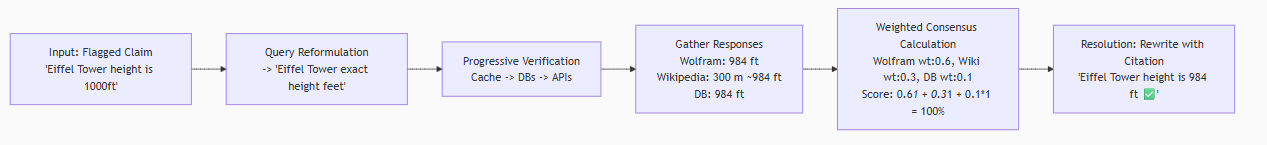 Input: Flagged Claim
'Eiffel Tower height is
1000ft'
Query Reformulation
-> 'Eiffel Tower exact
height feet'
Progressive Verification
Cache -> DBs -> APIs
Gather Responses
Wolfram: 984 ft
Wikipedia: 300 m ~984 ft
DB: 984 ft
Weighted Consensus
Calculation
Wolfram wt:0.6, Wiki
wt:0.3, DB wt:0.1
Score: 0.61 + 0.31 + 0.1*1
= 100%
Resolution: Rewrite with
Citation
'Eiffel Tower height is 984
ft ✅'